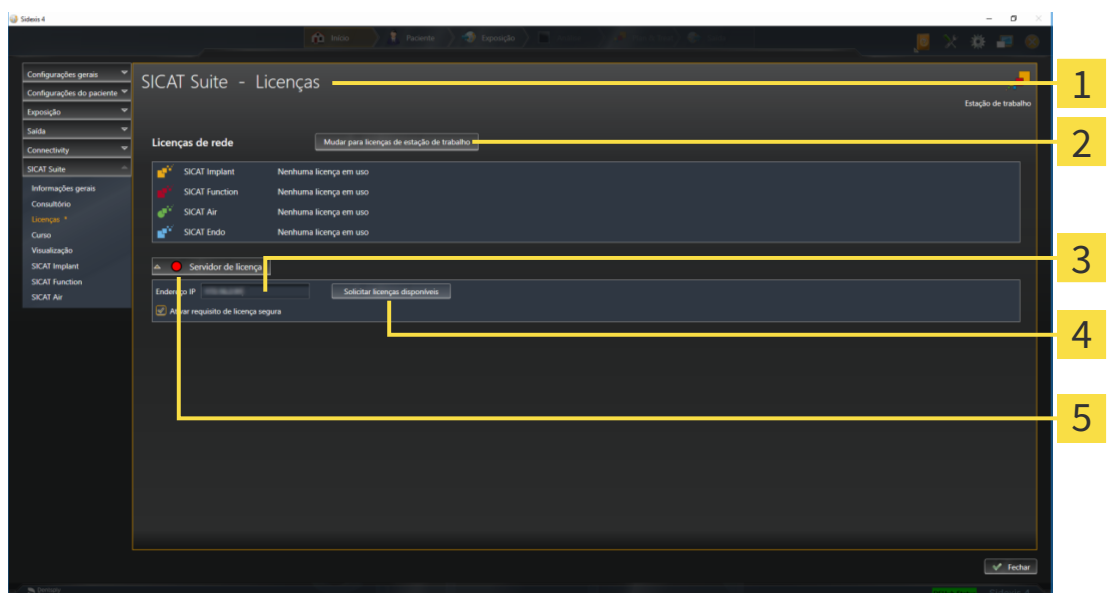 Sidexis 4
Início
Paciente
Exposição
Configurações gerais
Configurações do paciente
Exposição
Saída
Connectivity
SICAT Suite
Informações gerais
Consultório
Licenças *
Curso
Visualização
SICAT Implant
SICAT Function
SICAT Air
SICAT Suite - Licenças
Estação de trabalho
Licenças de rede
Mudar para licenças de estação de trabalho
SICAT Implant Nenhuma licença em uso
SICAT Function Nenhuma licença em uso
SICAT Air Nenhuma licença em uso
SICAT Endo Nenhuma licença em uso
Servidor de licença
Endereço IP
Solicitar licenças disponíveis
Ativar requisito de licença segura
Fechar
1
2
3
4
5